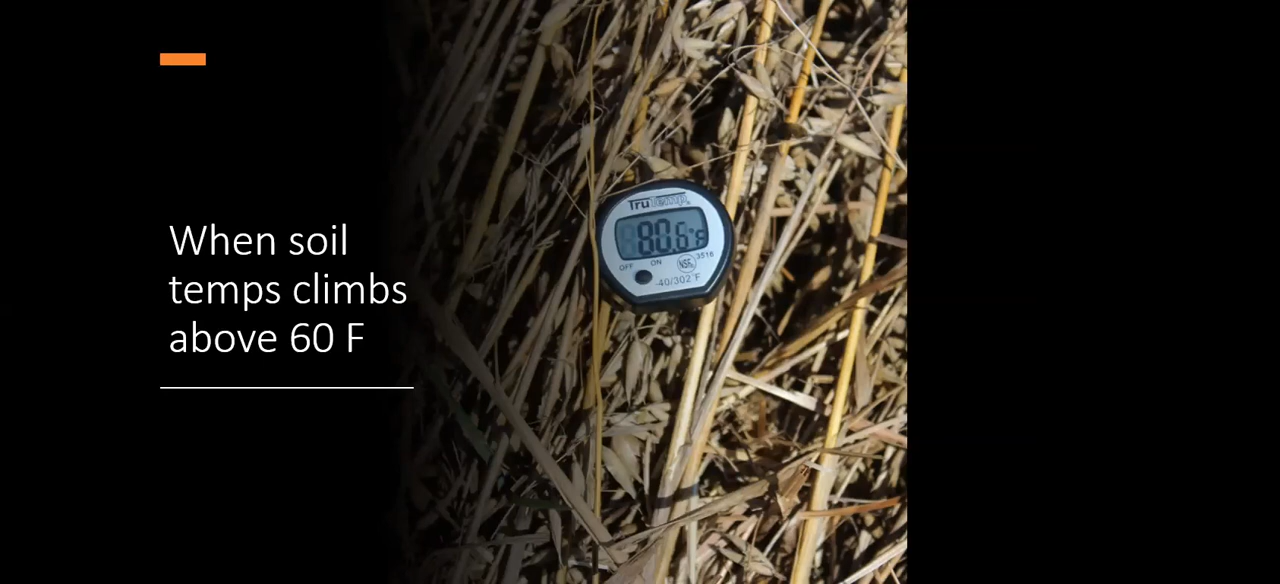 When soil
temps climbs
above 60 F
TruTemp
80.6°F
OFF
ON
NSF
3516
-40/302°F